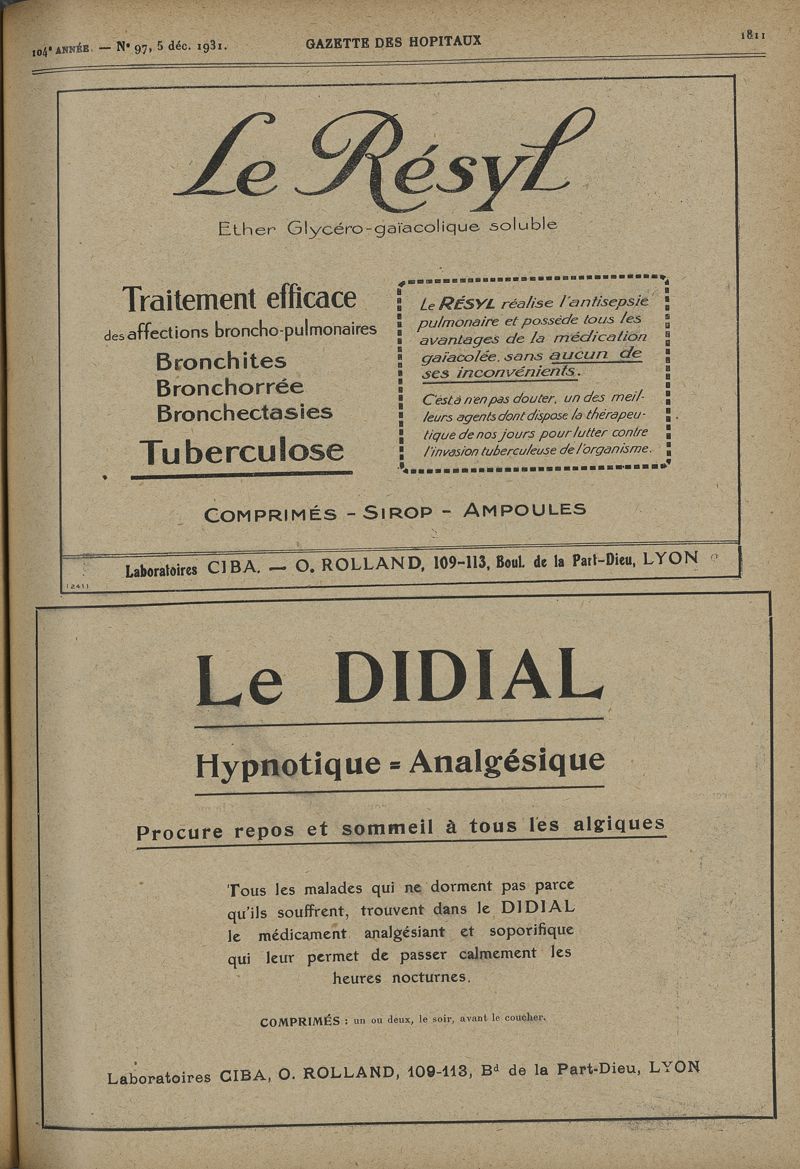 104e ANNÉE. — N° 97, 5 déc. 1931.
GAZETTE DES HOPITAUX
1811
Le Résyl
Ether Glycéro-gaïacolique soluble
Traitement efficace
des affections broncho-pulmonaires
Bronchites
Bronchorrée
Bronchectasies
Tuberculose
Le RÉSYL réalise l'antisepsie
pulmonaire et possède tous les
avantages de la médication
gaïacolée, sans aucun de
ses inconvénients.
C'est à n'en pas douter, un des meil-
leurs agents dont dispose la thérapeu-
tique de nos jours pour lutter contre
l'invasion tuberculeuse de l'organisme.
COMPRIMÉS - SIROP - AMPOULES
Laboratoires CIBA. — O. ROLLAND, 109-113, Boul. de la Part-Dieu, LYON
(241)
Le DIDIAL
Hypnotique = Analgésique
Procure repos et sommeil à tous les algiques
Tous les malades qui ne dorment pas parce
qu'ils souffrent, trouvent dans le DIDIAL
le médicament analgésiant et soporifique
qui leur permet de passer calmement les
heures nocturnes.
COMPRIMÉS : un ou deux, le soir, avant le coucher.
Laboratoires CIBA, O. ROLLAND, 109-113, Bd de la Part-Dieu, LYON